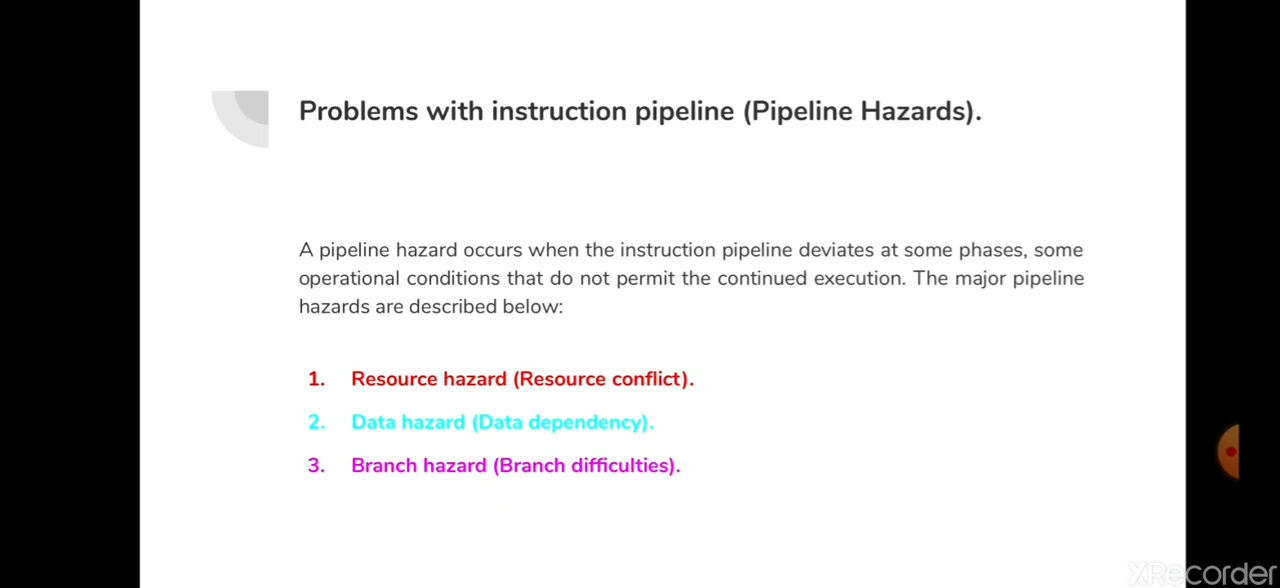 Problems with instruction pipeline (Pipeline Hazards).
A pipeline hazard occurs when the instruction pipeline deviates at some phases, some
operational conditions that do not permit the continued execution. The major pipeline
hazards are described below:
1. Resource hazard (Resource conflict).
2. Data hazard (Data dependency).
3. Branch hazard (Branch difficulties).
XRecorder